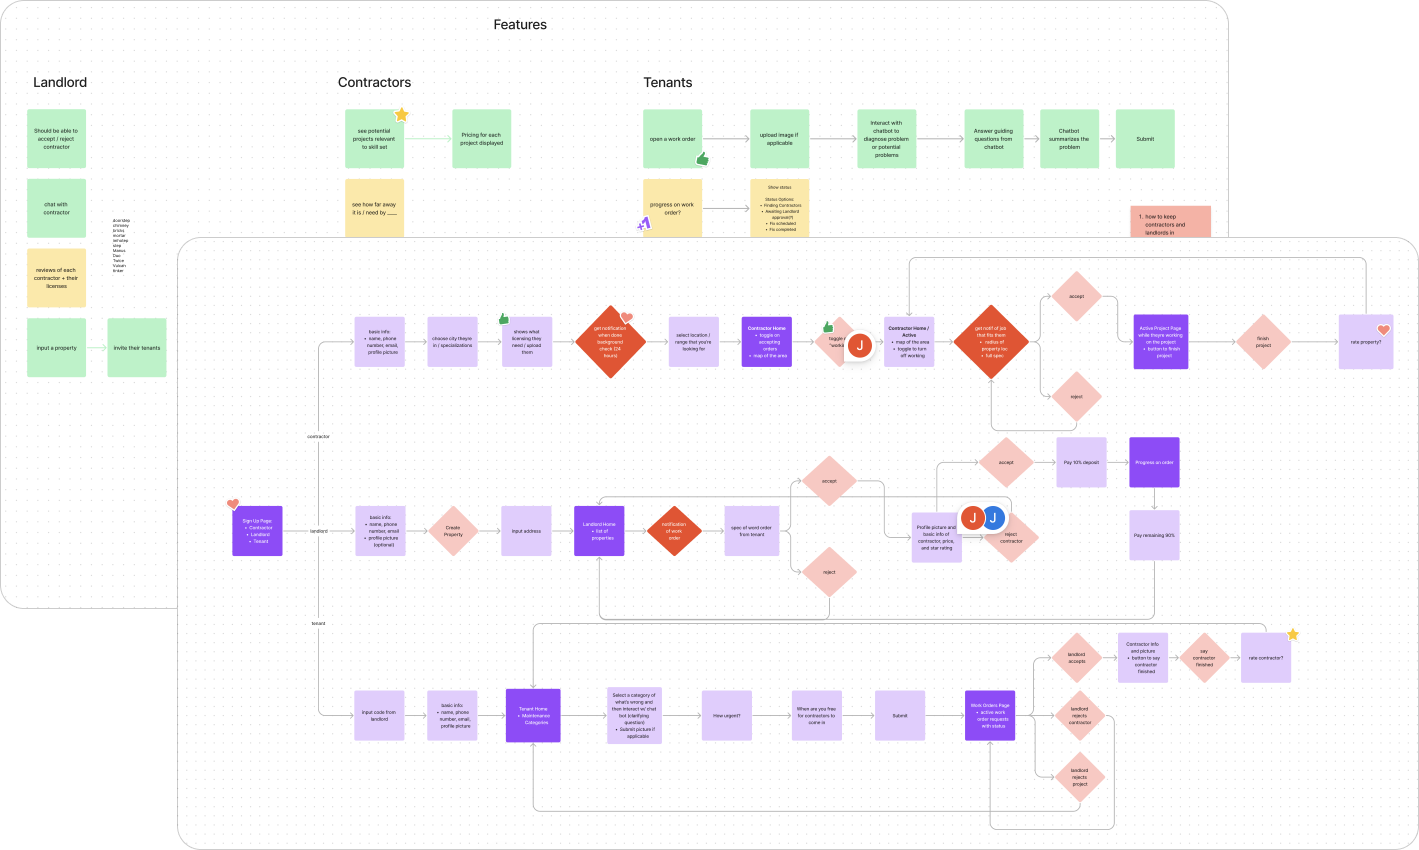 Features
Landlord
Contractors
Tenants
Should be able to
accept / reject
contractor
see potential
projects relevant
to skill set
Pricing for each
project displayed
open a work order
upload image if
applicable
Interact with
chatbot to
diagnose problem
or potential
problems
Answer guiding
questions from
chatbot
Chatbot
summarizes the
problem
Submit
chat with
contractor
see how far away
it is / need by ____
progress on work
order?
Show status
Status Options:
• Finding Contractors
• Awaiting Landlord
approval(?)
• Fix scheduled
• Fix completed
+1
1. how to keep
contractors and
landlords in
doorstep
chimney
bricks
mortar
step
Maeus
Duo
Twice
Vulcan
tinker
reviews of each
contractor + their
licenses
input a property
invite their tenants
basic info:
• name, phone
number, email,
profile picture
choose city they're
in / specializations
shows what
licensing they
need / upload
them
get notification
when done
background
check (24
hours)
select location /
range that you're
looking for
Contractor Home
• toggle on
accepting
orders
• map of the area
toggle
J
Contractor Home /
Active
• map of the area
• toggle to turn
off working
get notif of job
that fits them
• radius of
property loc
• full spec
accept
reject
Active Project Page
while they're working
on the project
• button to finish
project
finish
project
rate property?
contractor
Sign Up Page:
• Contractor
• Landlord
• Tenant
landlord
basic info:
• name, phone
number, email
• profile picture
(optional)
Create
Property
input address
Landlord Home
• list of
properties
notification
of work
order
spec of word order
from tenant
accept
reject
Profile picture and
basic info of
contractor, price,
and star rating
J
J
reject
contractor
accept
Pay 10% deposit
Progress on order
Pay remaining 90%
tenant
input code from
landlord
basic info:
• name, phone
number, email,
profile picture
Tenant Home
• Maintenance
Categories
Select a category of
what's wrong and
then interact w/ chat
bot (clarifying
question)
• Submit picture if
applicable
How urgent?
When are you free
for contractors to
come in
Submit
Work Orders Page
• active work
order requests
with status
landlord
accepts
Contractor info
and picture
• button to say
contractor
finished
say
contractor
finished
rate contractor?
landlord
rejects
contractor
landlord
rejects
project